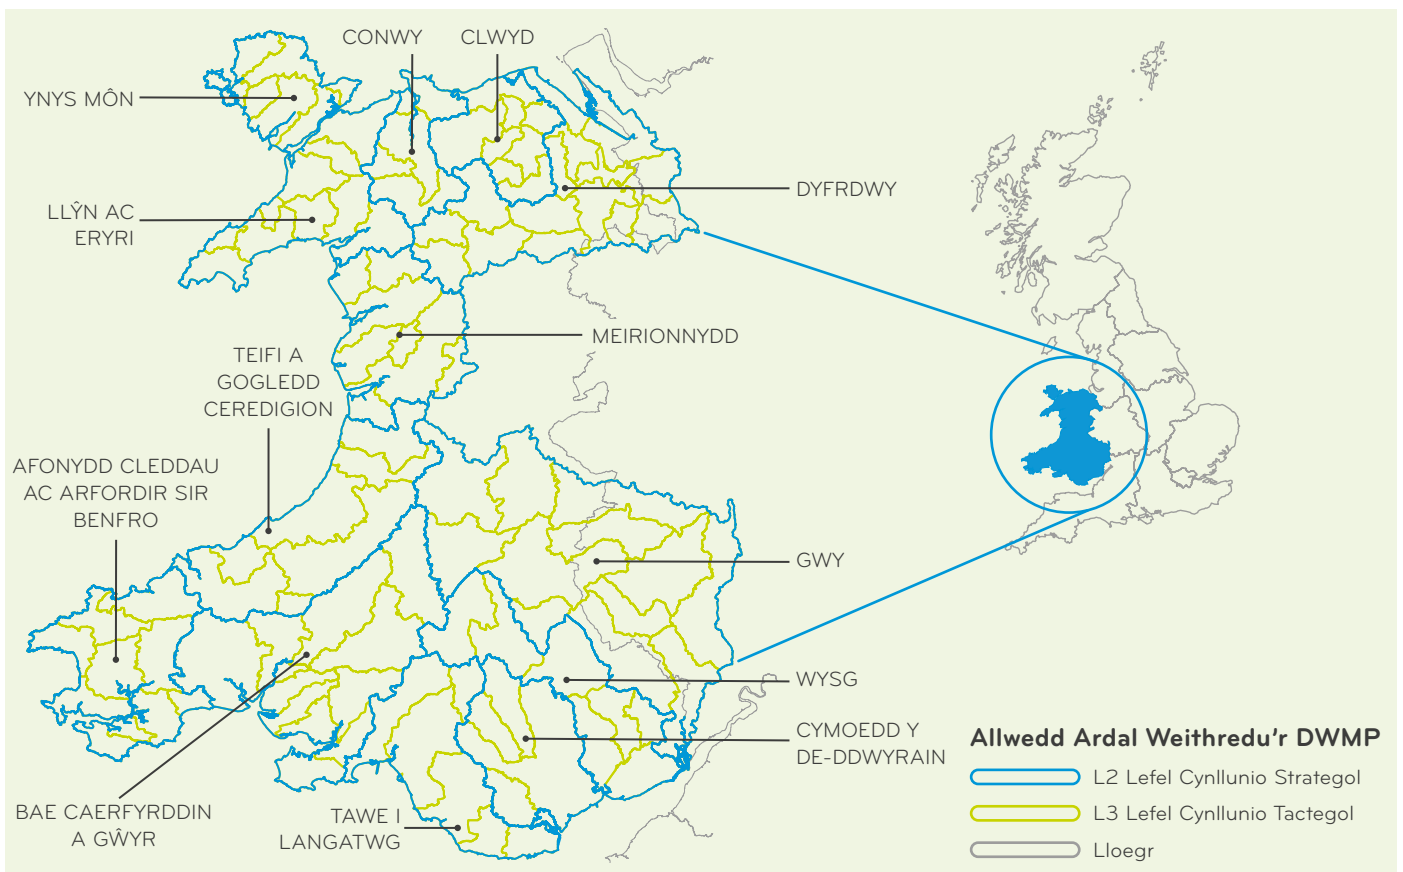 CONWY
CLWYD
YNYS MÔN
DYFRDWY
LLŶN AC
ERYRI
MEIRIONNYDD
TEIFI A
GOGLEDD
CEREDIGION
AFONYDD CLEDDAU
AC ARFORDIR SIR
BENFRO
GWY
WYSG
CYMOEDD Y
DE-DDWYRAIN
BAE CAERFYRDDIN
A GŴYR
TAWE I
LANGATWG
Allwedd Ardal Weithredu'r DWMP
L2 Lefel Cynllunio Strategol
L3 Lefel Cynllunio Tactegol
Lloegr